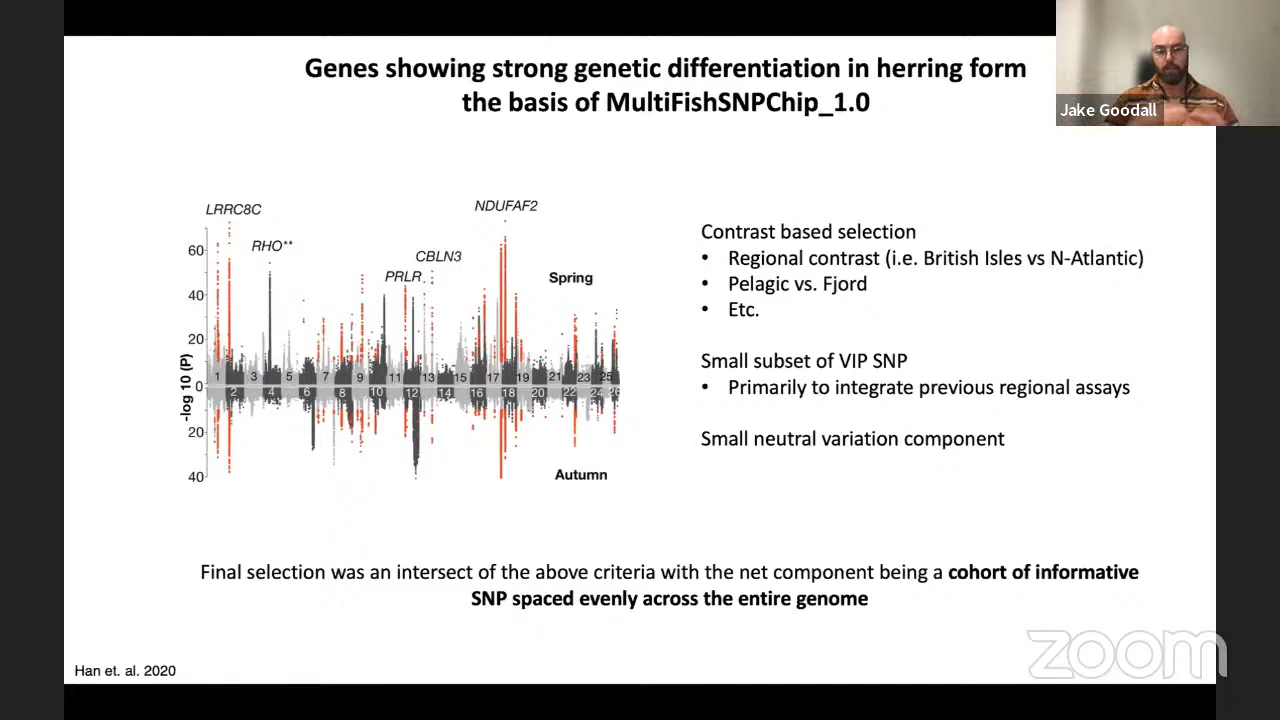 Genes showing strong genetic differentiation in herring form
the basis of MultiFishSNPChip_1.0
Jake Goodall
LRRC8C
RHO**
PRLR
CBLN3
NDUFAF2
Spring
Autumn
-log 10 (P)
60
40
20
0
20
40
1
2
3
4
5
6
7
8
9
10
11
12
13
14
15
16
17
18
19
20
21
22
23
24
25
26
Contrast based selection
• Regional contrast (i.e. British Isles vs N-Atlantic)
• Pelagic vs. Fjord
• Etc.
Small subset of VIP SNP
• Primarily to integrate previous regional assays
Small neutral variation component
Final selection was an intersect of the above criteria with the net component being a cohort of informative
SNP spaced evenly across the entire genome
Han et. al. 2020
zoom